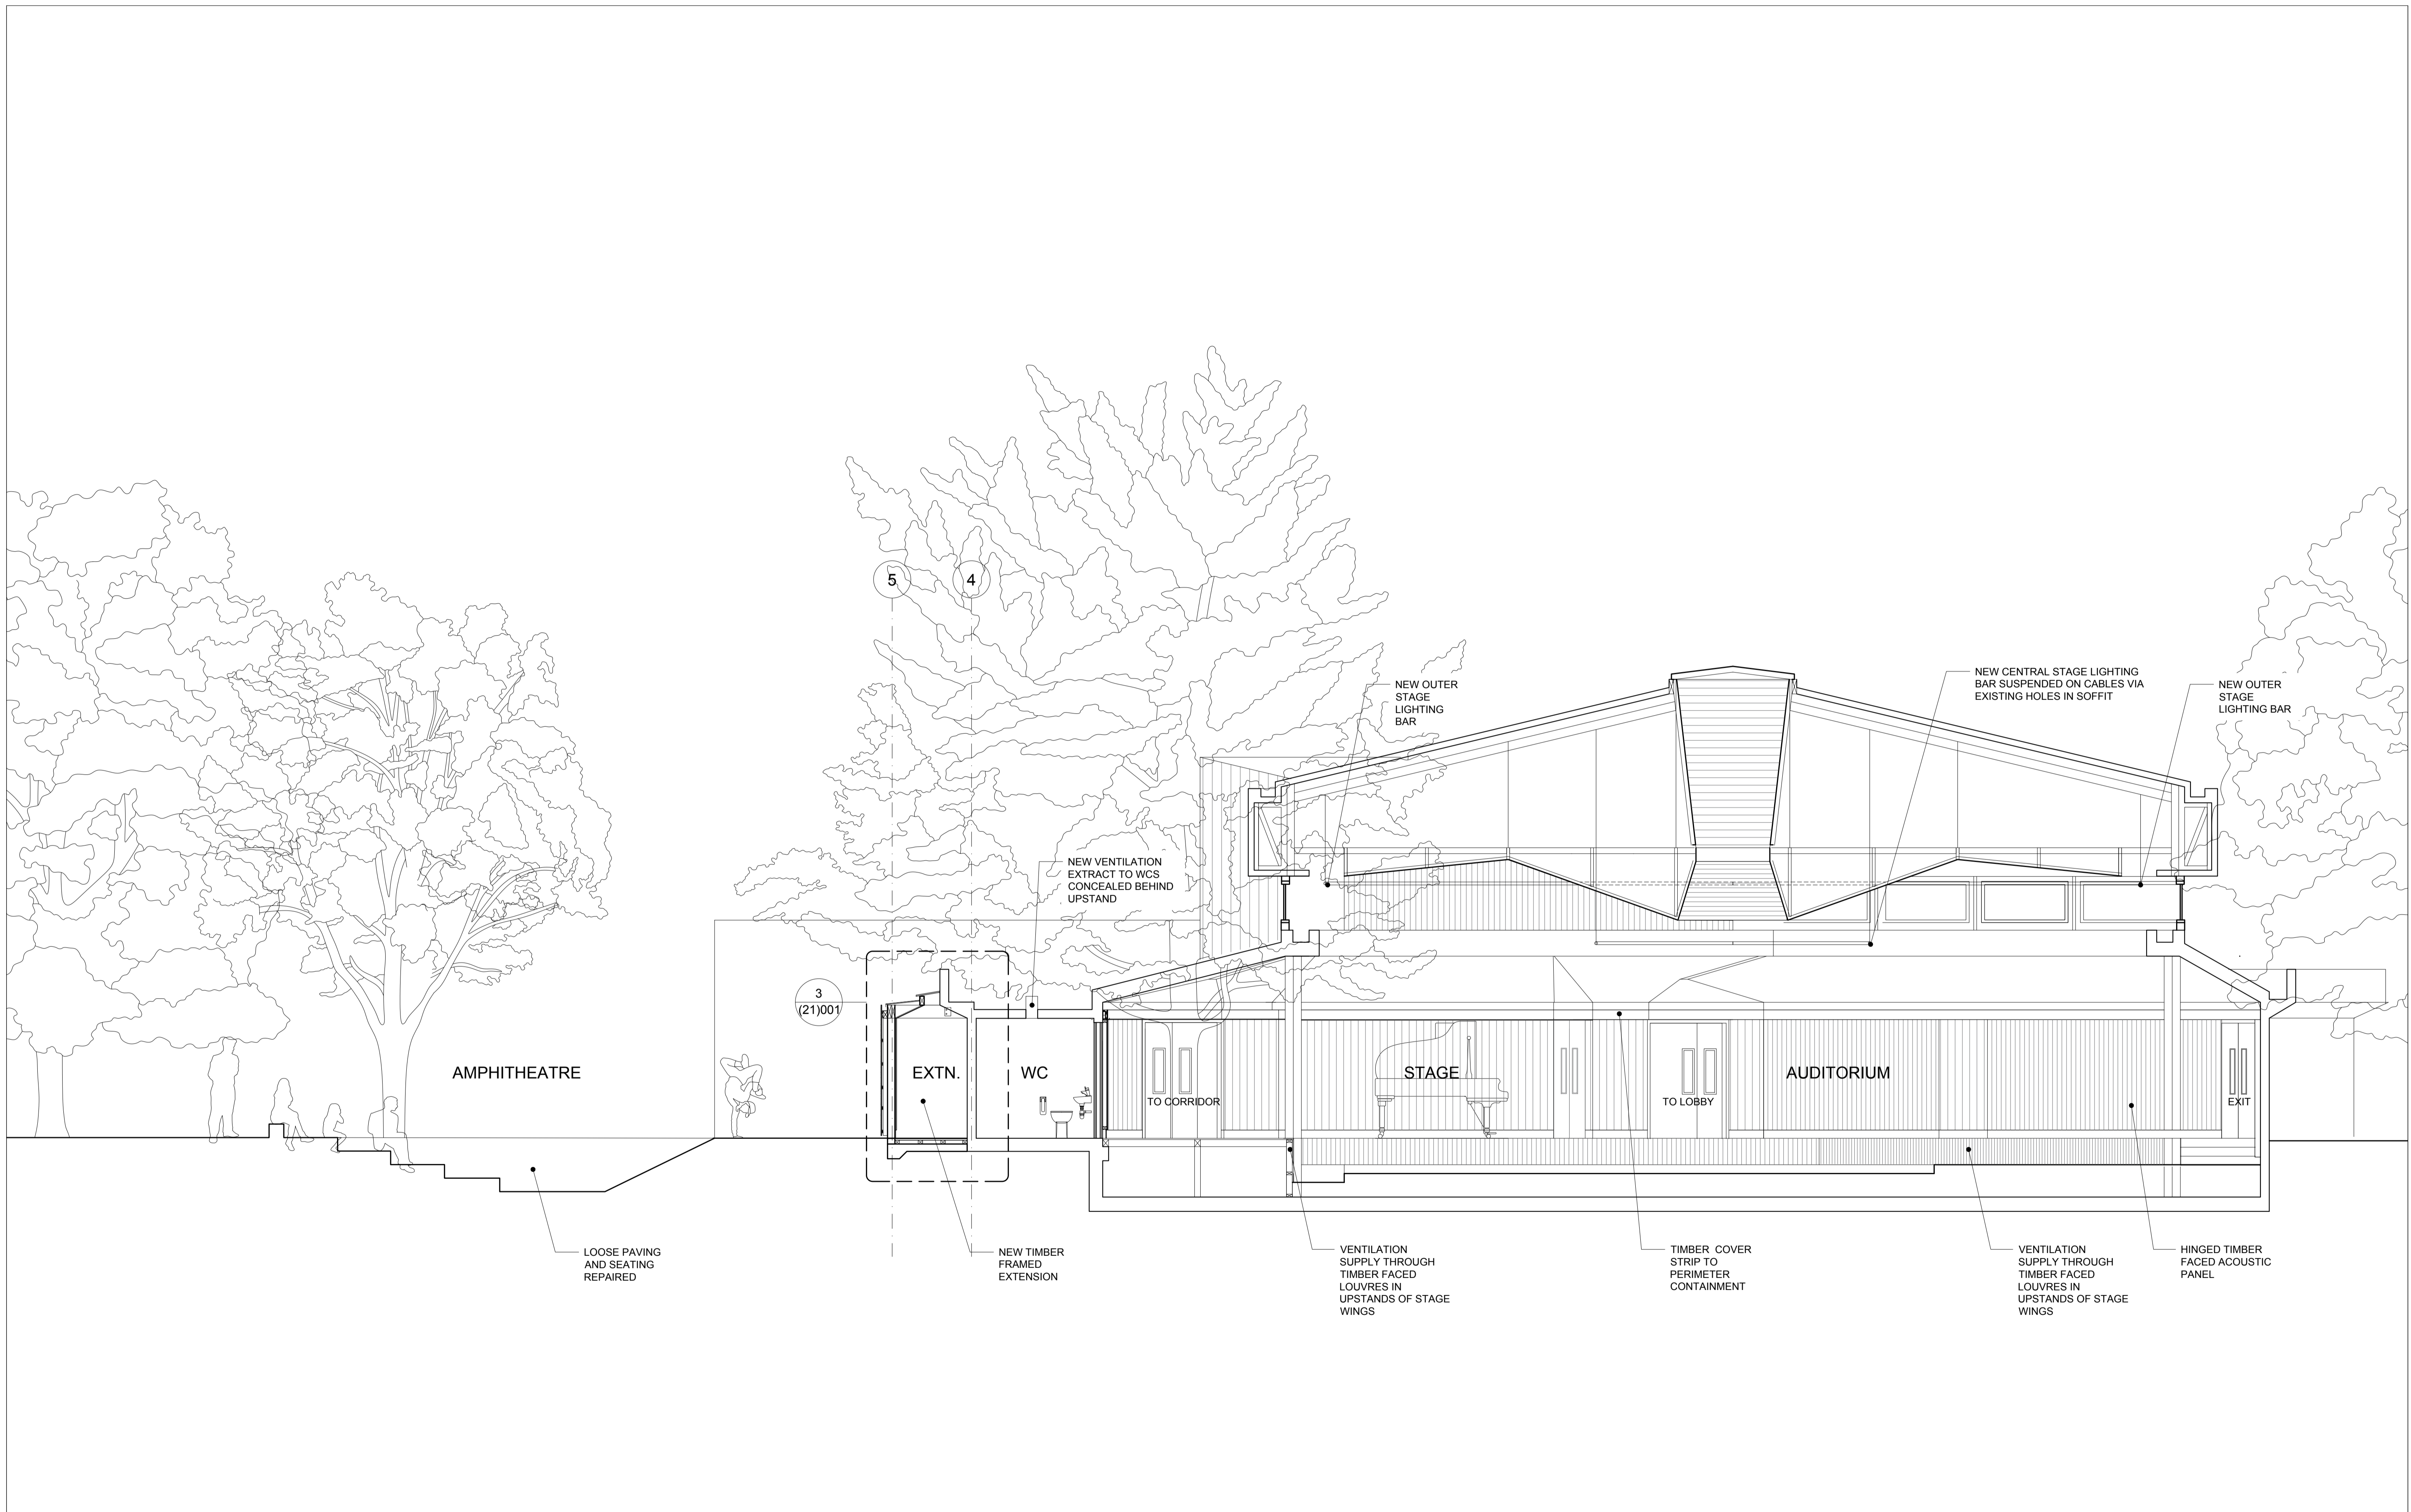 5
4
NEW OUTER
STAGE
LIGHTING
BAR
NEW CENTRAL STAGE LIGHTING
BAR SUSPENDED ON CABLES VIA
EXISTING HOLES IN SOFFIT
NEW OUTER
STAGE
LIGHTING BAR
NEW VENTILATION
EXTRACT TO WCS
CONCEALED BEHIND
UPSTAND
3
(21)001
AMPHITHEATRE
EXTN.
WC
STAGE
AUDITORIUM
TO CORRIDOR
TO LOBBY
EXIT
LOOSE PAVING
AND SEATING
REPAIRED
NEW TIMBER
FRAMED
EXTENSION
VENTILATION
SUPPLY THROUGH
TIMBER FACED
LOUVRES IN
UPSTANDS OF STAGE
WINGS
TIMBER COVER
STRIP TO
PERIMETER
CONTAINMENT
VENTILATION
SUPPLY THROUGH
TIMBER FACED
LOUVRES IN
UPSTANDS OF STAGE
WINGS
HINGED TIMBER
FACED ACOUSTIC
PANEL